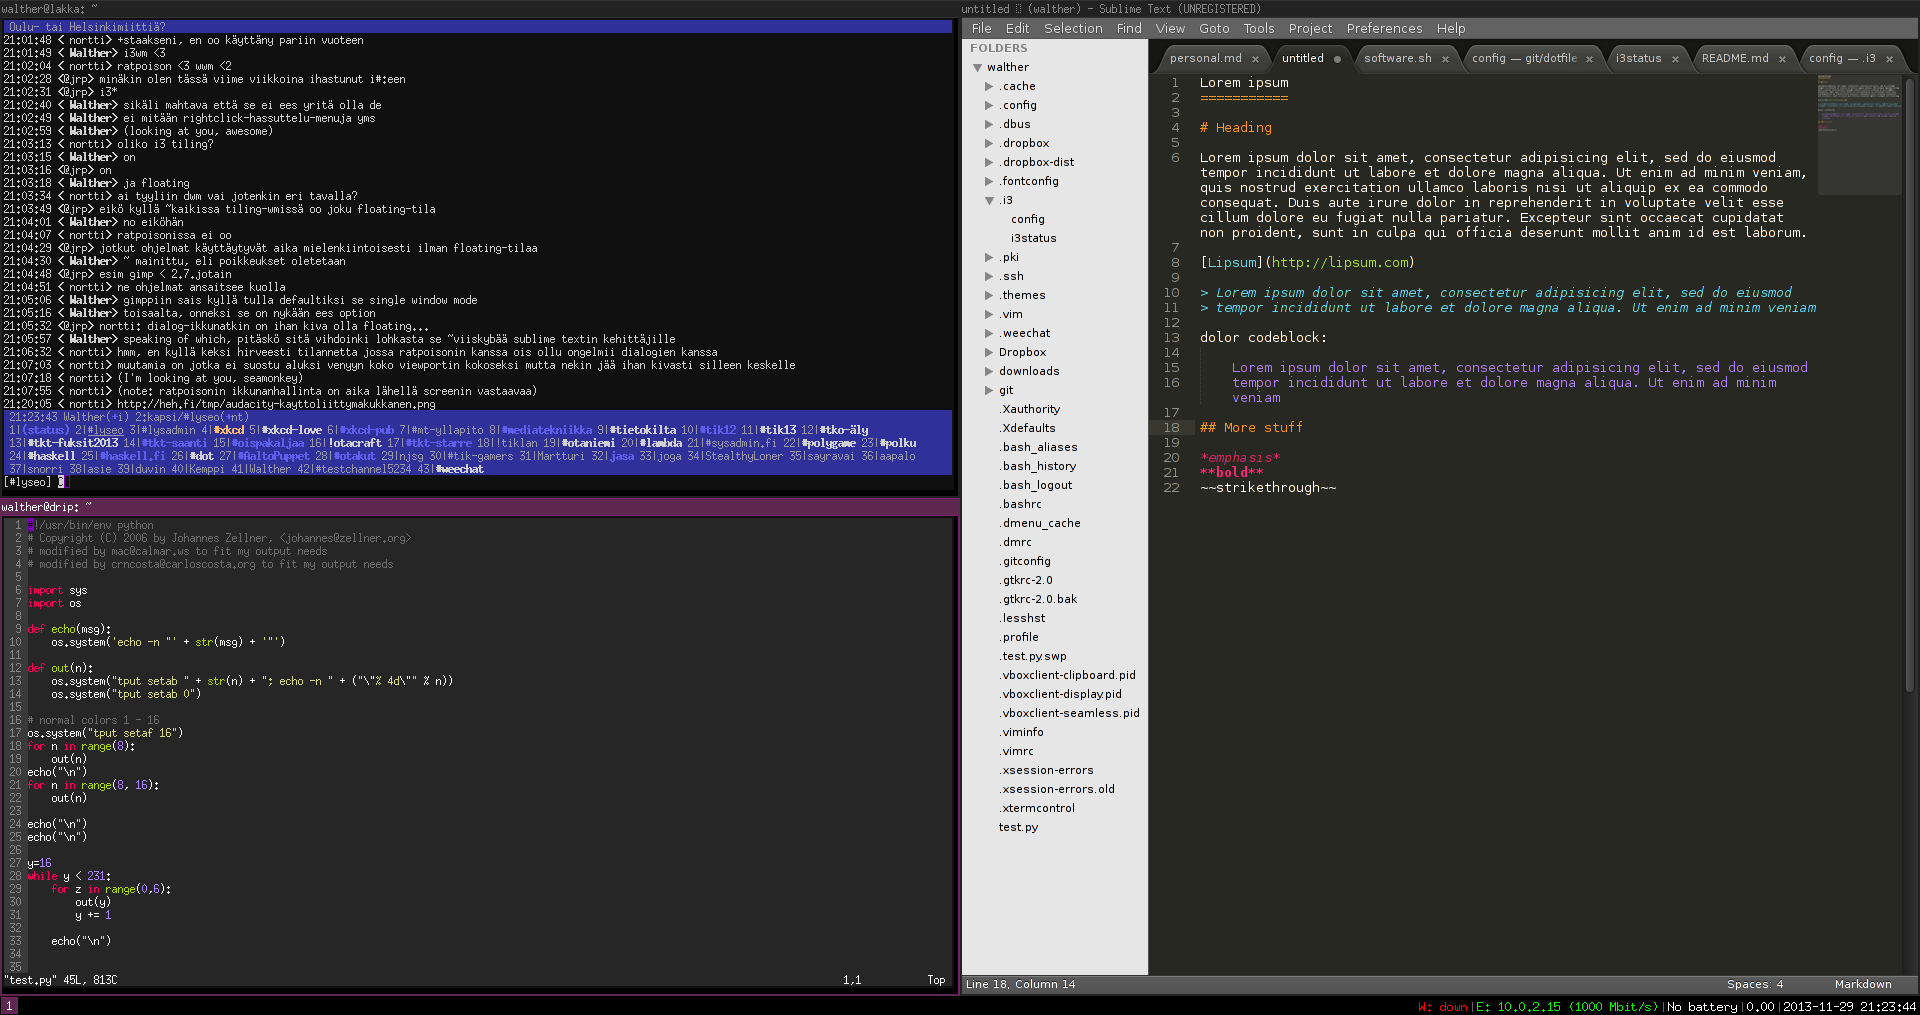 walther@lakka: ~
Oulu- tai Helsinkimiittiä?
21:01:48 < nortti> +staakseni, en oo käyttäny pariin vuoteen
21:01:49 < Walther> i3wm <3
21:02:04 < nortti> ratpoison <3 wwm <2
21:02:28 <@jrp> minäkin olen tässä viime viikkoina ihastunut i#:een
21:02:31 <@jrp> i3*
21:02:40 < Walther> sikäli mahtava että se ei ees yritä olla de
21:02:49 < Walther> ei mitään rightclick-hassuttelu-menuja yms
21:02:59 < Walther> (looking at you, awesome)
21:03:13 < nortti> oliko i3 tiling?
21:03:15 < Walther> on
21:03:16 <@jrp> on
21:03:18 < Walther> ja floating
21:03:34 < nortti> ai tyyliin dwm vai jotenkin eri tavalla?
21:03:49 <@jrp> eikö kyllä ~kaikissa tiling-wmissä oo joku floating-tila
21:04:01 < Walther> no eiköhän
21:04:07 < nortti> ratpoisonissa ei oo
21:04:29 <@jrp> jotkut ohjelmat käyttäytyvät aika mielenkiintoisesti ilman floating-tilaa
21:04:30 < Walther> ^ mainittu, eli poikkeukset oletetaan
21:04:48 <@jrp> esim gimp < 2.7.jotain
21:04:51 < nortti> ne ohjelmat ansaitsee kuolla
21:05:06 < Walther> gimppiin sais kyllä tulla defaultiksi se single window mode
21:05:16 < Walther> toisaalta, onneksi se on nykään ees option
21:05:32 <@jrp> nortti: dialog-ikkunatkin on ihan kiva olla floating...
21:05:57 < Walther> speaking of which, pitäskö sitä vihdoinki lohkasta se ~viiskybää sublime textin kehittäjille
21:06:32 < nortti> hmm, en kyllä keksi hirveesti tilannetta jossa ratpoisonin kanssa ois ollu ongelmii dialogien kanssa
21:07:03 < nortti> muutamia on jotka ei suostu aluksi venyyn koko viewportin kokoseksi mutta nekin jää ihan kivasti silleen keskelle
21:07:18 < nortti> (I'm looking at you, seamonkey)
21:07:55 < nortti> (note: ratpoisonin ikkunanhallinta on aika lähellä screenin vastaavaa)
21:20:05 < nortti> http://heh.fi/tmp/audacity-kayttoliittymakukkanen.png
21:23:43 Walther(+i) 2:kapsi/#lyseo(+nt)
1|(status) 2|#lyseo 3|#lysadmin 4|#xkcd 5|#xkcd-love 6|#xkcd-pub 7|#mt-yllapito 8|#mediatekniikka 9|#tietokilta 10|#tik12 11|#tik13 12|#tko-äly
13|#tkt-fuksit2013 14|#tkt-saanti 15|#oispakaljaa 16|!otacraft 17|#tkt-starre 18|!tiklan 19|#otaniemi 20|#lambda 21|#sysadmin.fi 22|#polygame 23|#polku
24|#haskell 25|#haskell.fi 26|#dot 27|#AaltoPuppet 28|#otakut 29|njsg 30|#tik-gamers 31|Martturi 32|jasa 33|joga 34|StealthyLoner 35|sayravai 36|aapalo
37|snorri 38|asie 39|duvin 40|Kemppi 41|Walther 42|#testchannel5234 43|#weechat
[#lyseo]
walther@drip: ~
1 #!/usr/bin/env python
2 # Copyright (C) 2006 by Johannes Zellner, <johannes@zellner.org>
3 # modified by mac@calmar.ws to fit my output needs
4 # modified by crncosta@carloscosta.org to fit my output needs
5
6 import sys
7 import os
8
9 def echo(msg):
10     os.system('echo -n "' + str(msg) + '"')
11
12 def out(n):
13     os.system("tput setab " + str(n) + "; echo -n " + ("\"% 4d\"" % n))
14     os.system("tput setab 0")
15
16 # normal colors 1 - 16
17 os.system("tput setaf 16")
18 for n in range(8):
19     out(n)
20 echo("\n")
21 for n in range(8, 16):
22     out(n)
23
24 echo("\n")
25 echo("\n")
26
27 y=16
28 while y < 231:
29     for z in range(0,6):
30         out(y)
31         y += 1
32
33     echo("\n")
34
35
"test.py" 45L, 813C 1,1 Top
1
untitled (walther) - Sublime Text (UNREGISTERED)
File Edit Selection Find View Goto Tools Project Preferences Help
FOLDERS
walther
.cache
.config
.dbus
.dropbox
.dropbox-dist
.fontconfig
.i3
config
i3status
.pki
.ssh
.themes
.vim
.weechat
Dropbox
downloads
git
.Xauthority
.Xdefaults
.bash_aliases
.bash_history
.bash_logout
.bashrc
.dmenu_cache
.dmrc
.gitconfig
.gtkrc-2.0
.gtkrc-2.0.bak
.lesshst
.profile
.test.py.swp
.vboxclient-clipboard.pid
.vboxclient-display.pid
.vboxclient-seamless.pid
.viminfo
.vimrc
.xsession-errors
.xsession-errors.old
.xtermcontrol
test.py
personal.md × untitled ● software.sh × config — git/dotfile × i3status × README.md × config — .i3 ×
1 Lorem ipsum
2 ===========
3
4 # Heading
5
6 Lorem ipsum dolor sit amet, consectetur adipisicing elit, sed do eiusmod
tempor incididunt ut labore et dolore magna aliqua. Ut enim ad minim veniam,
quis nostrud exercitation ullamco laboris nisi ut aliquip ex ea commodo
consequat. Duis aute irure dolor in reprehenderit in voluptate velit esse
cillum dolore eu fugiat nulla pariatur. Excepteur sint occaecat cupidatat
non proident, sunt in culpa qui officia deserunt mollit anim id est laborum.
7
8 [Lipsum](http://lipsum.com)
9
10 > Lorem ipsum dolor sit amet, consectetur adipisicing elit, sed do eiusmod
11 > tempor incididunt ut labore et dolore magna aliqua. Ut enim ad minim veniam
12
13 dolor codeblock:
14
15     Lorem ipsum dolor sit amet, consectetur adipisicing elit, sed do eiusmod
16     tempor incididunt ut labore et dolore magna aliqua. Ut enim ad minim
veniam
17
18 ## More stuff
19
20 *emphasis*
21 **bold**
22 ~~strikethrough~~
Line 18, Column 14 Spaces: 4 Markdown
W: down|E: 10.0.2.15 (1000 Mbit/s)|No battery|0.00|2013-11-29 21:23:44